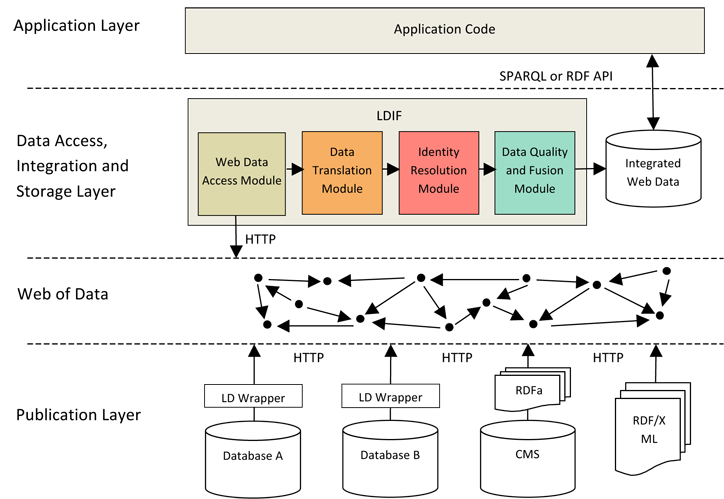 Application Layer
Application Code
SPARQL or RDF API
LDIF
Data Access,
Integration and
Storage Layer
Web Data
Access Module
Data
Translation
Module
Identity
Resolution
Module
Data Quality
and Fusion
Module
Integrated
Web Data
HTTP
Web of Data
HTTP
HTTP
HTTP
Publication Layer
LD Wrapper
LD Wrapper
RDFa
RDF/X
ML
Database A
Database B
CMS